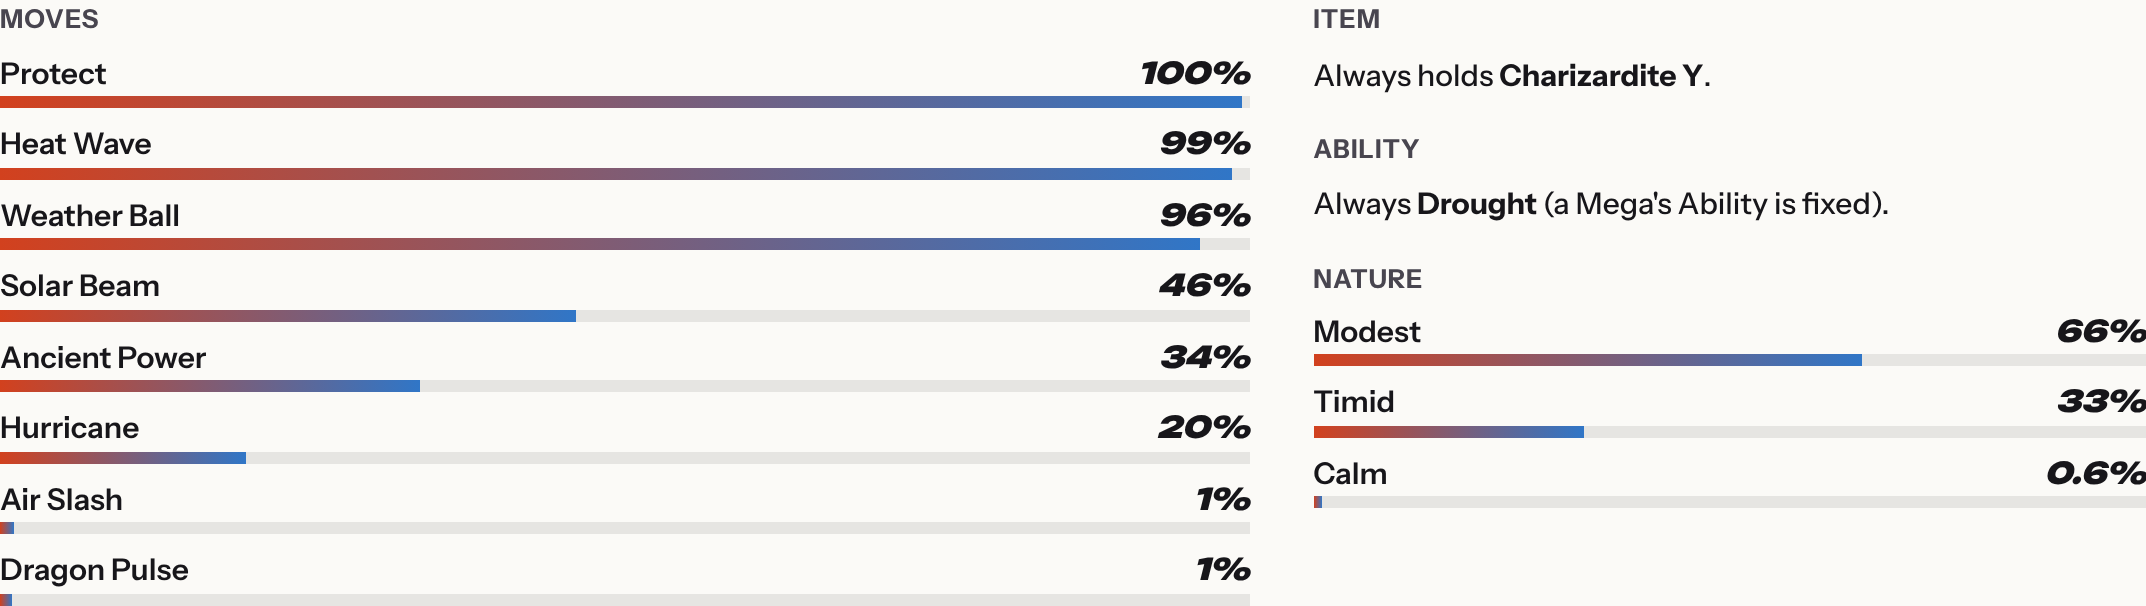 MOVES
Protect 100%
Heat Wave 99%
Weather Ball 96%
Solar Beam 46%
Ancient Power 34%
Hurricane 20%
Air Slash 1%
Dragon Pulse 1%
ITEM
Always holds Charizardite Y.
ABILITY
Always Drought (a Mega's Ability is fixed).
NATURE
Modest 66%
Timid 33%
Calm 0.6%